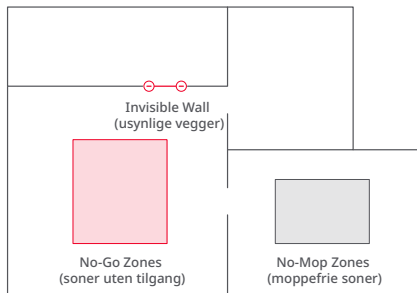 Invisible Wall
(usynlige vegger)
No-Go Zones
(soner uten tilgang)
No-Mop Zones
(moppefrie soner)